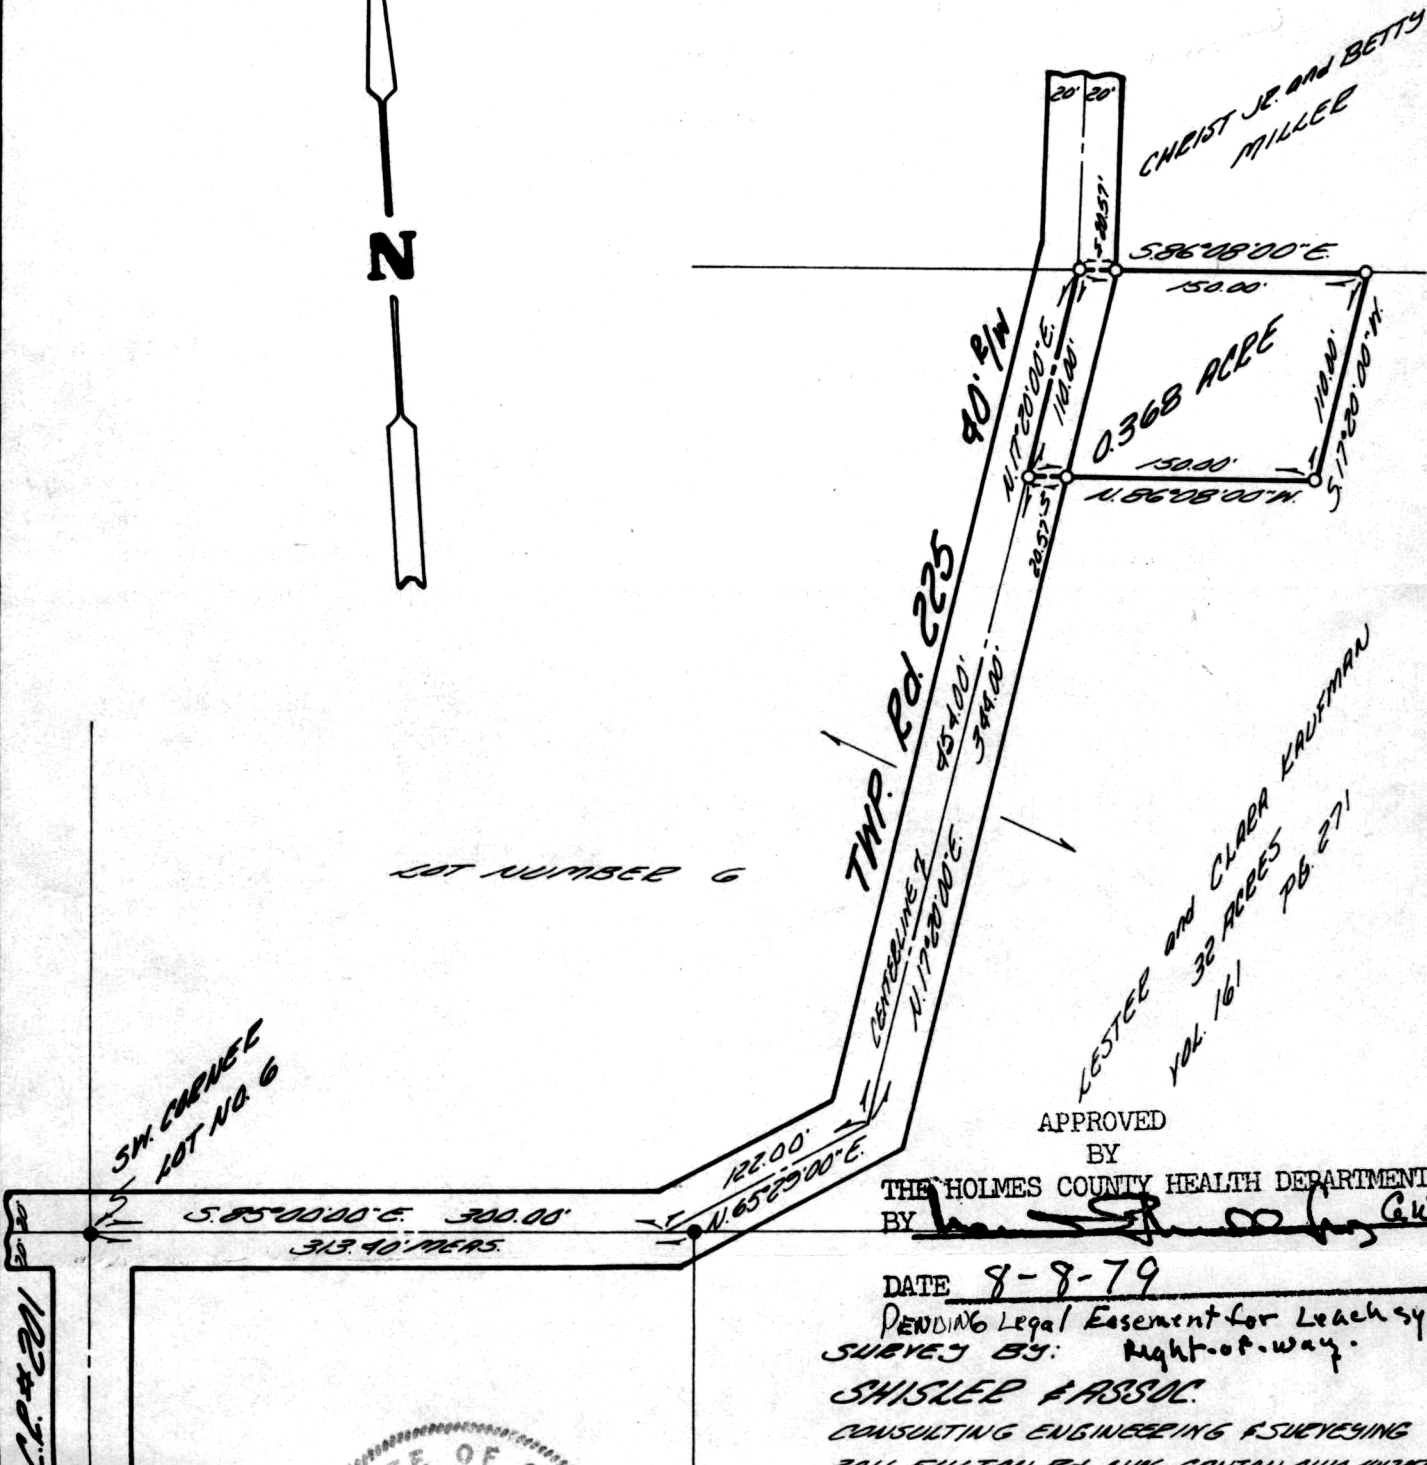 N
20' 20'
CHRIST JR. and BETTY
MILLER
20.57'
S.86°08'00"E.
150.00'
40' R/W
N.17°20'00"E.
110.00'
0.368 ACRE
110.00'
S.17°20'00"W.
150.00'
N.86°08'00"W.
20.57'
TWP. Rd. 225
454.00'
344.00'
CENTERLINE
N.17°20'00"E.
LOT NUMBER 6
LESTER and CLARA KAUFMAN
32 ACRES
VOL. 161 PG. 271
SW. CORNER
LOT NO. 6
122.00'
N.65°29'00"E.
20' 20'
S.85°00'00"E. 300.00'
313.40' MEAS.
APPROVED
BY
THE HOLMES COUNTY HEALTH DEPARTMENT
BY
DATE 8-8-79
PENDING Legal Easement for Leach sy
Right-of-way.
SURVEY BY:
SHISLER & ASSOC.
CONSULTING ENGINEERING & SURVEYING
OF